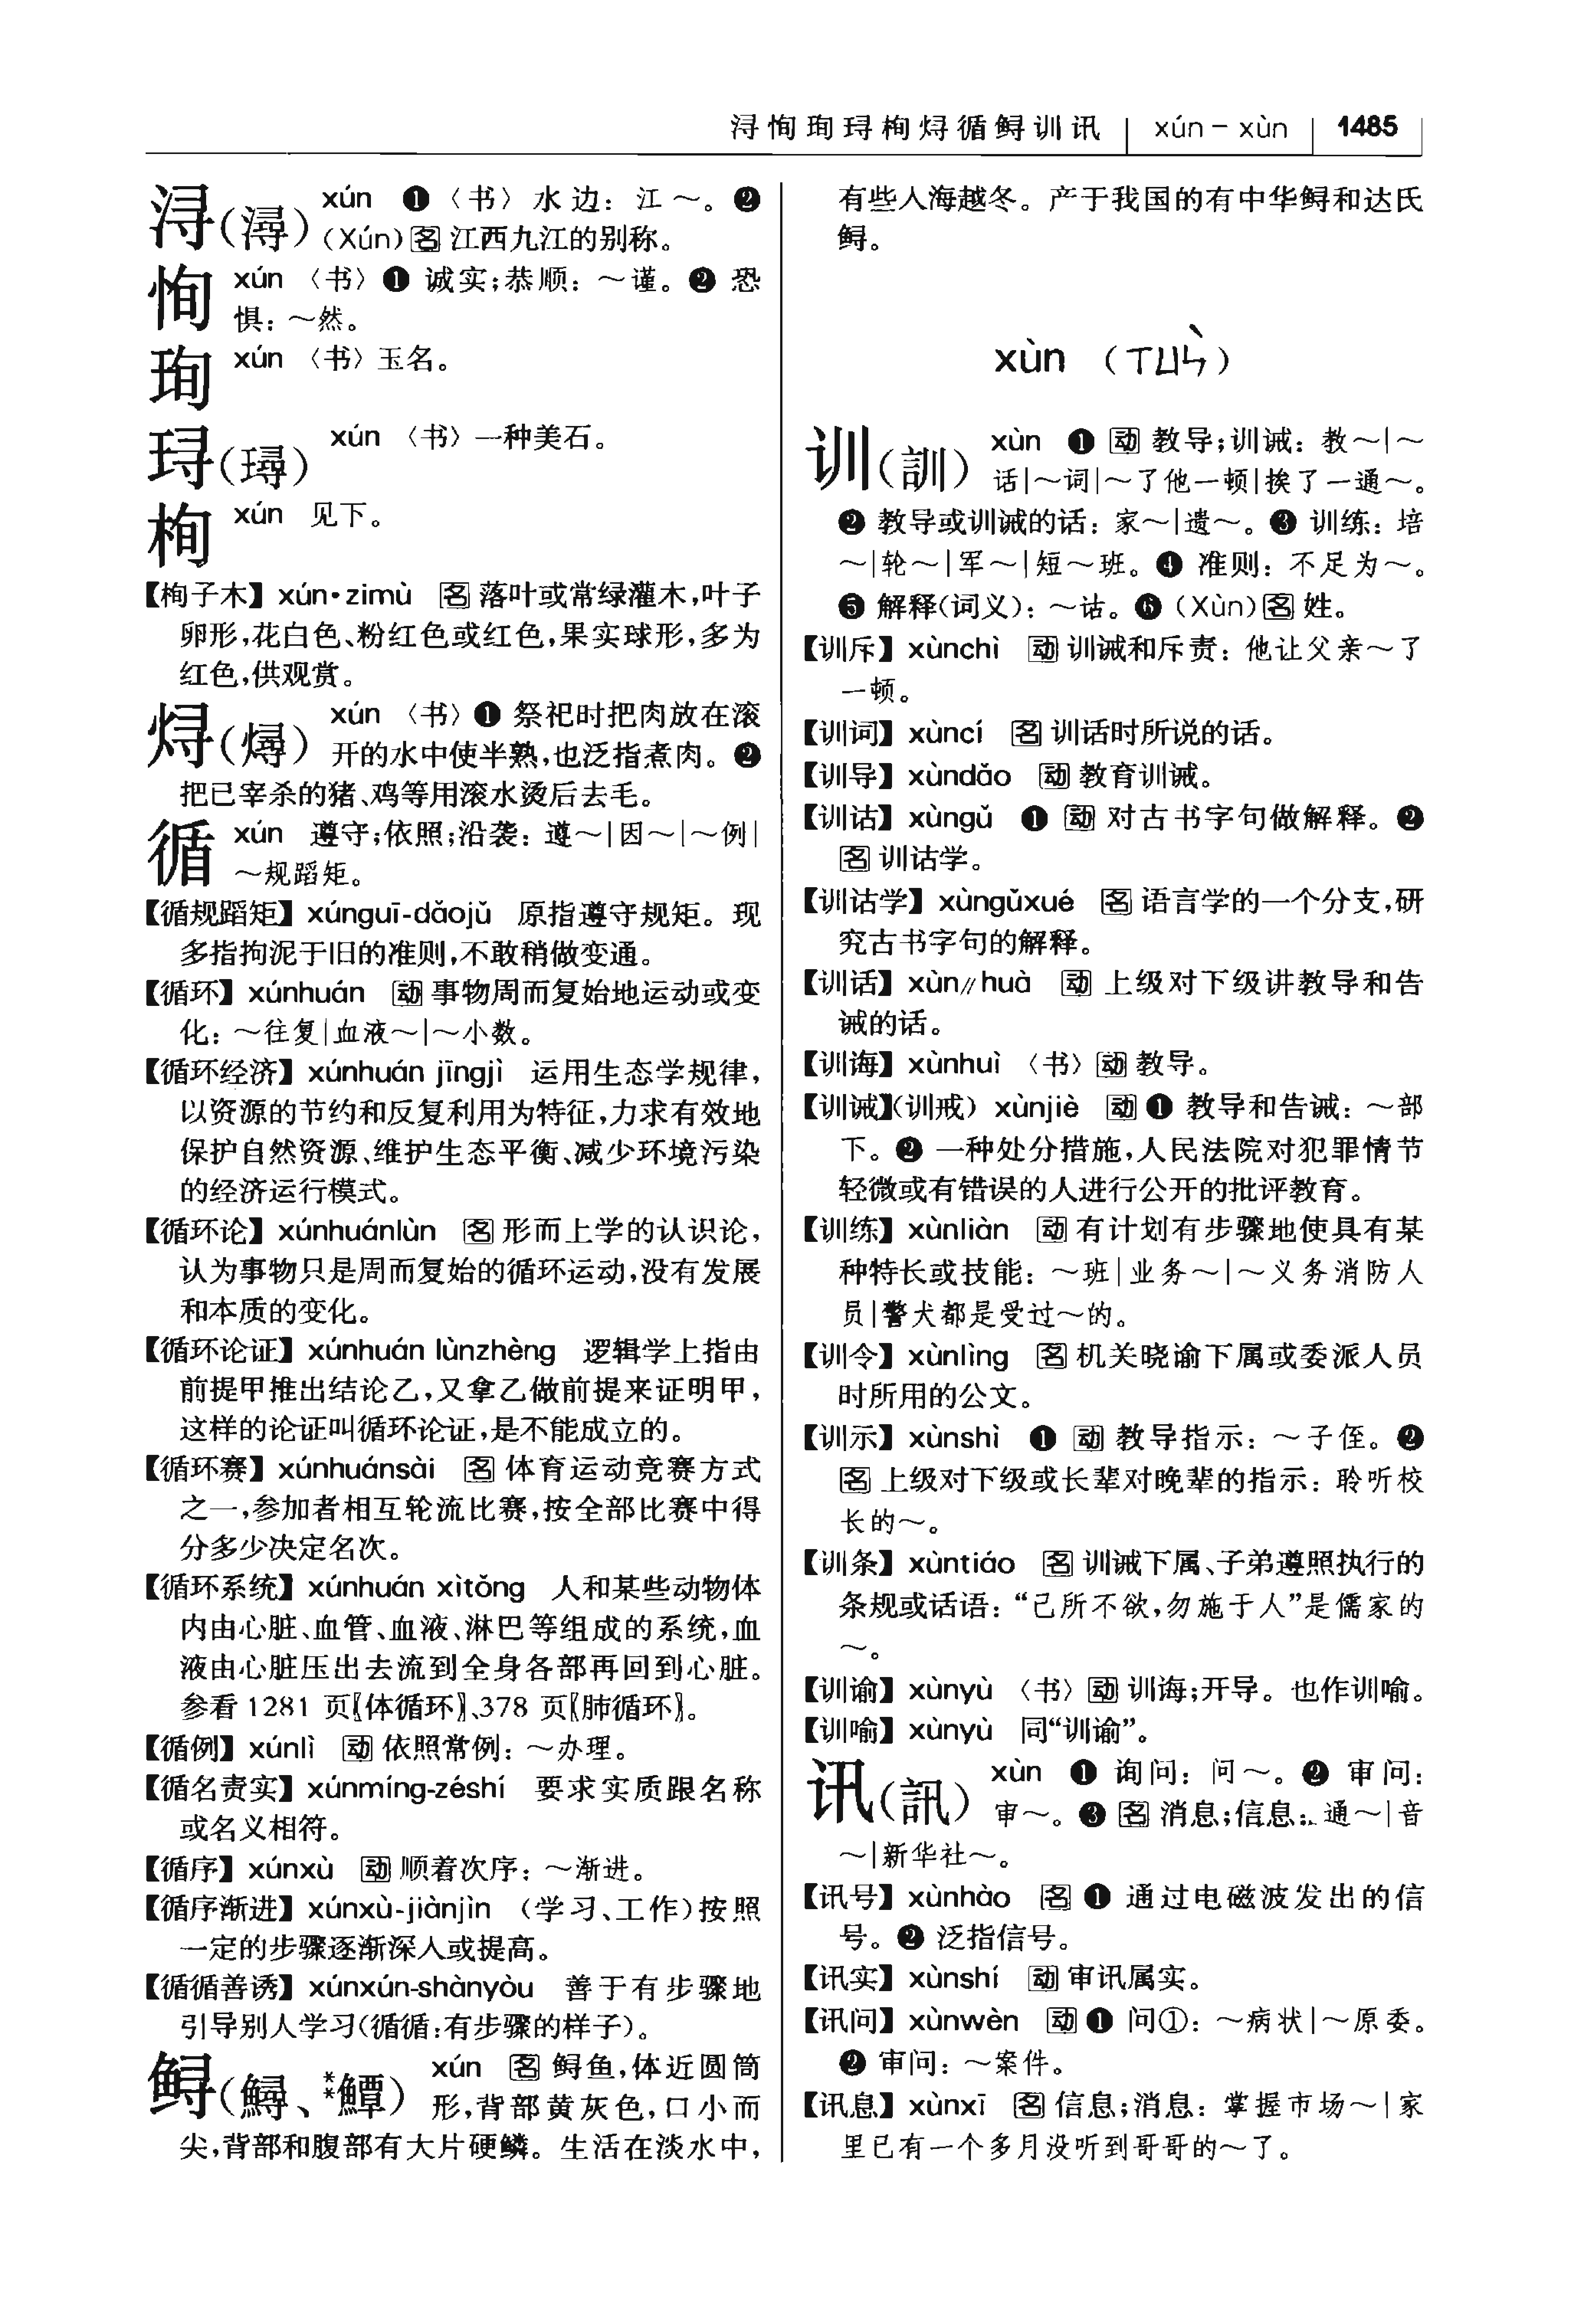 浔恂珣㺷栒𬊈循鲟训讯 xún – xùn 1485
浔(潯) xún ❶〈书〉水边：江～。❷
(Xún)名 江西九江的别称。
恂 xún 〈书〉❶ 诚实；恭顺：～谨。❷ 恐
惧：～然。
珣 xún 〈书〉玉名。
㺷(璕) xún 〈书〉一种美石。
栒 xún 见下。
【栒子木】xún·zimù 名 落叶或常绿灌木，叶子
卵形，花白色、粉红色或红色，果实球形，多为
红色，供观赏。
𬊈(燖) xún 〈书〉❶ 祭祀时把肉放在滚
开的水中使半熟，也泛指煮肉。❷
把已宰杀的猪、鸡等用滚水烫后去毛。
循 xún 遵守；依照；沿袭：遵～|因～|～例|
～规蹈矩。
【循规蹈矩】xúnguī-dǎojǔ 原指遵守规矩。现
多指拘泥于旧的准则，不敢稍做变通。
【循环】xúnhuán 动 事物周而复始地运动或变
化：～往复|血液～|～小数。
【循环经济】xúnhuán jīngjì 运用生态学规律，
以资源的节约和反复利用为特征，力求有效地
保护自然资源、维护生态平衡、减少环境污染
的经济运行模式。
【循环论】xúnhuánlùn 名 形而上学的认识论，
认为事物只是周而复始的循环运动，没有发展
和本质的变化。
【循环论证】xúnhuán lùnzhèng 逻辑学上指由
前提甲推出结论乙，又拿乙做前提来证明甲，
这样的论证叫循环论证，是不能成立的。
【循环赛】xúnhuánsài 名 体育运动竞赛方式
之一，参加者相互轮流比赛，按全部比赛中得
分多少决定名次。
【循环系统】xúnhuán xìtǒng 人和某些动物体
内由心脏、血管、血液、淋巴等组成的系统，血
液由心脏压出去流到全身各部再回到心脏。
参看 1281 页〖体循环〗、378 页〖肺循环〗。
【循例】xúnlì 动 依照常例：～办理。
【循名责实】xúnmíng-zéshí 要求实质跟名称
或名义相符。
【循序】xúnxù 动 顺着次序：～渐进。
【循序渐进】xúnxù-jiànjìn （学习、工作）按照
一定的步骤逐渐深入或提高。
【循循善诱】xúnxún-shànyòu 善于有步骤地
引导别人学习（循循：有步骤的样子）。
鲟(鱘、**鱏) xún 名 鲟鱼，体近圆筒
形，背部黄灰色，口小而
尖，背部和腹部有大片硬鳞。生活在淡水中，
有些入海越冬。产于我国的有中华鲟和达氏
鲟。
xùn （ㄒㄩㄣˋ）
训(訓) xùn ❶ 动 教导；训诫：教～|～
话|～词|～了他一顿|挨了一通～。
❷ 教导或训诫的话：家～|遗～。❸ 训练：培
～|轮～|军～|短～班。❹ 准则：不足为～。
❺ 解释（词义）：～诂。❻（Xùn）名 姓。
【训斥】xùnchì 动 训诫和斥责：他让父亲～了
一顿。
【训词】xùncí 名 训话时所说的话。
【训导】xùndǎo 动 教育训诫。
【训诂】xùngǔ ❶ 动 对古书字句做解释。❷
名 训诂学。
【训诂学】xùngǔxué 名 语言学的一个分支，研
究古书字句的解释。
【训话】xùn∥huà 动 上级对下级讲教导和告
诫的话。
【训诲】xùnhuì 〈书〉动 教导。
【训诫】（训戒）xùnjiè 动❶ 教导和告诫：～部
下。❷ 一种处分措施，人民法院对犯罪情节
轻微或有错误的人进行公开的批评教育。
【训练】xùnliàn 动 有计划有步骤地使具有某
种特长或技能：～班|业务～|～义务消防人
员|警犬都是受过～的。
【训令】xùnlìng 名 机关晓谕下属或委派人员
时所用的公文。
【训示】xùnshì ❶ 动 教导指示：～子侄。❷
名 上级对下级或长辈对晚辈的指示：聆听校
长的～。
【训条】xùntiáo 名 训诫下属、子弟遵照执行的
条规或话语：“己所不欲，勿施于人”是儒家的
～。
【训谕】xùnyù 〈书〉动 训诲；开导。也作训喻。
【训喻】xùnyù 同“训谕”。
讯(訊) xùn ❶ 询问：问～。❷ 审问：
审～。❸ 名 消息；信息：通～|音
～|新华社～。
【讯号】xùnhào 名❶ 通过电磁波发出的信
号。❷ 泛指信号。
【讯实】xùnshí 动 审讯属实。
【讯问】xùnwèn 动❶ 问①：～病状|～原委。
❷ 审问：～案件。
【讯息】xùnxī 名 信息；消息：掌握市场～|家
里已有一个多月没听到哥哥的～了。